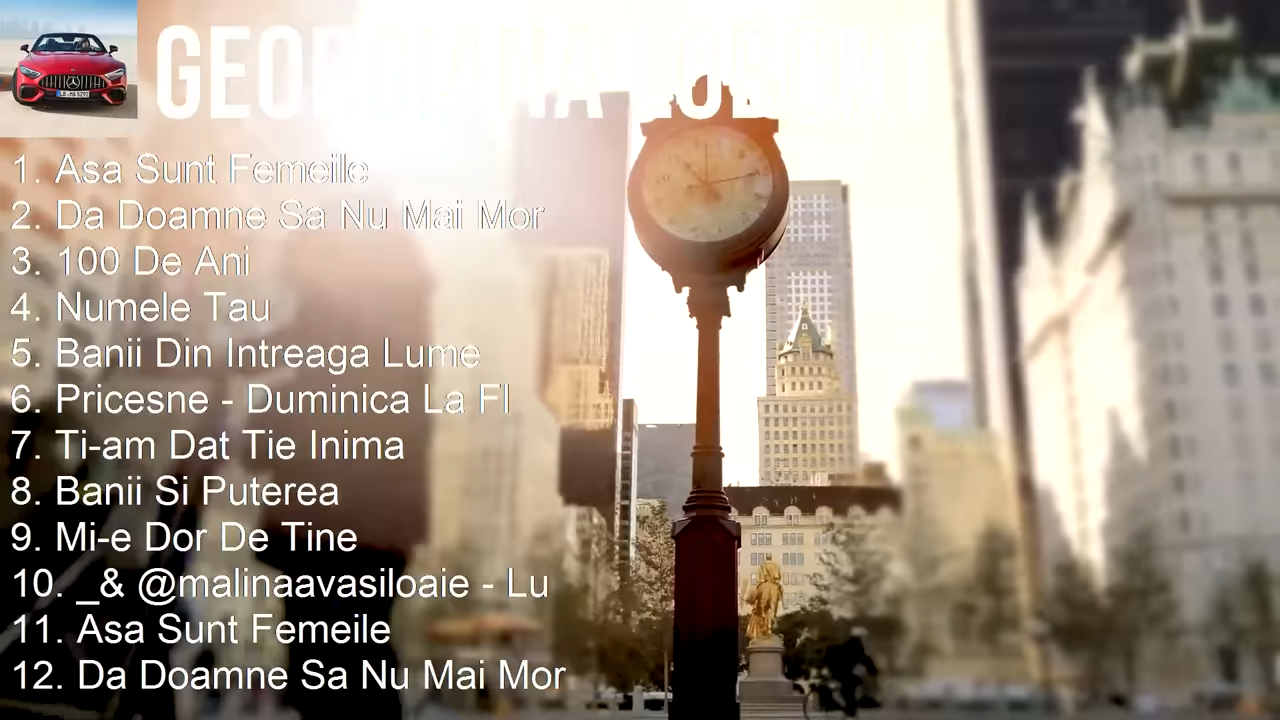 1. Asa Sunt Femeile
2. Da Doamne Sa Nu Mai Mor
3. 100 De Ani
4. Numele Tau
5. Banii Din Intreaga Lume
6. Pricesne - Duminica La Fl
7. Ti-am Dat Tie Inima
8. Banii Si Puterea
9. Mi-e Dor De Tine
10. _& @malinaavasiloaie - Lu
11. Asa Sunt Femeile
12. Da Doamne Sa Nu Mai Mor